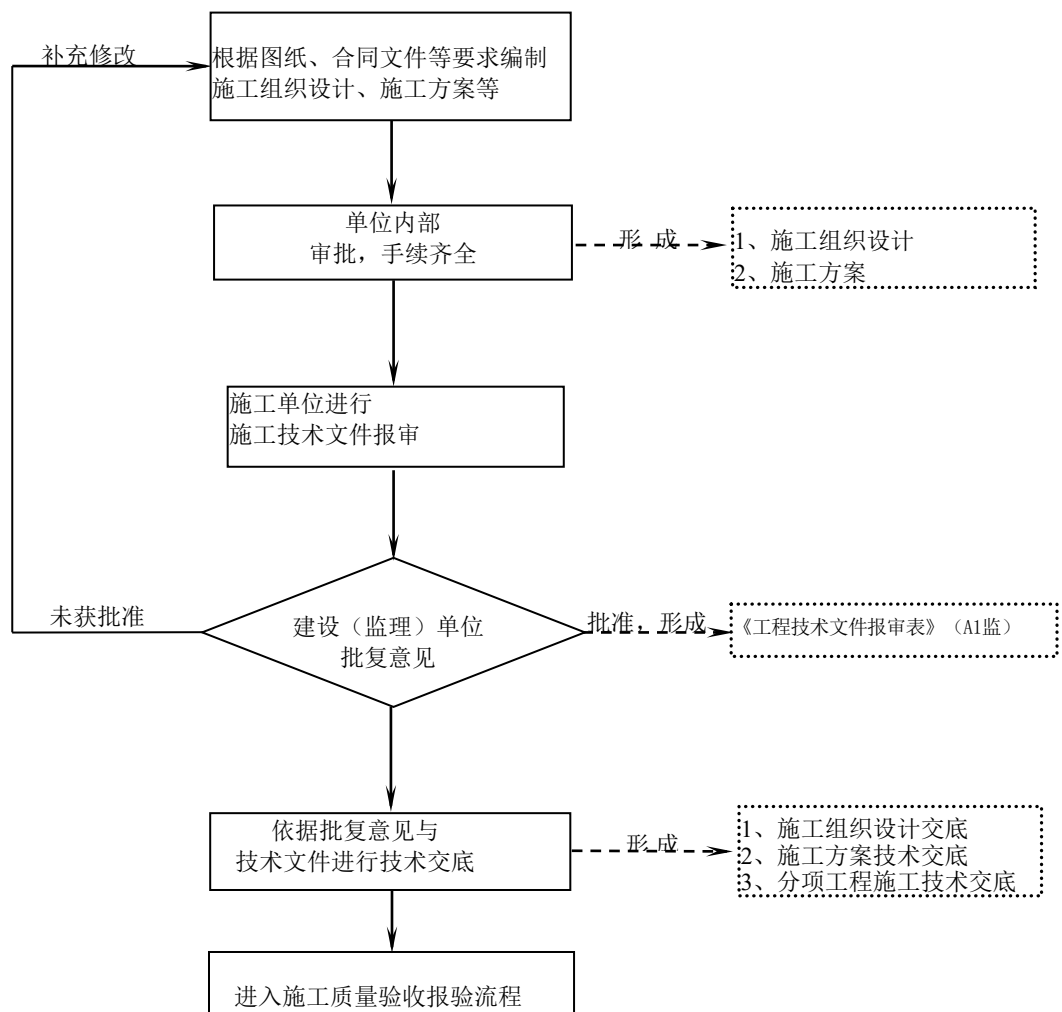 补充修改
根据图纸、合同文件等要求编制
施工组织设计、施工方案等
单位内部
审批，手续齐全
形 成
1、施工组织设计
2、施工方案
施工单位进行
施工技术文件报审
未获批准
建设（监理）单位
批复意见
批准，形成
《工程技术文件报审表》（A1监）
依据批复意见与
技术文件进行技术交底
形 成
1、施工组织设计交底
2、施工方案技术交底
3、分项工程施工技术交底
进入施工质量验收报验流程